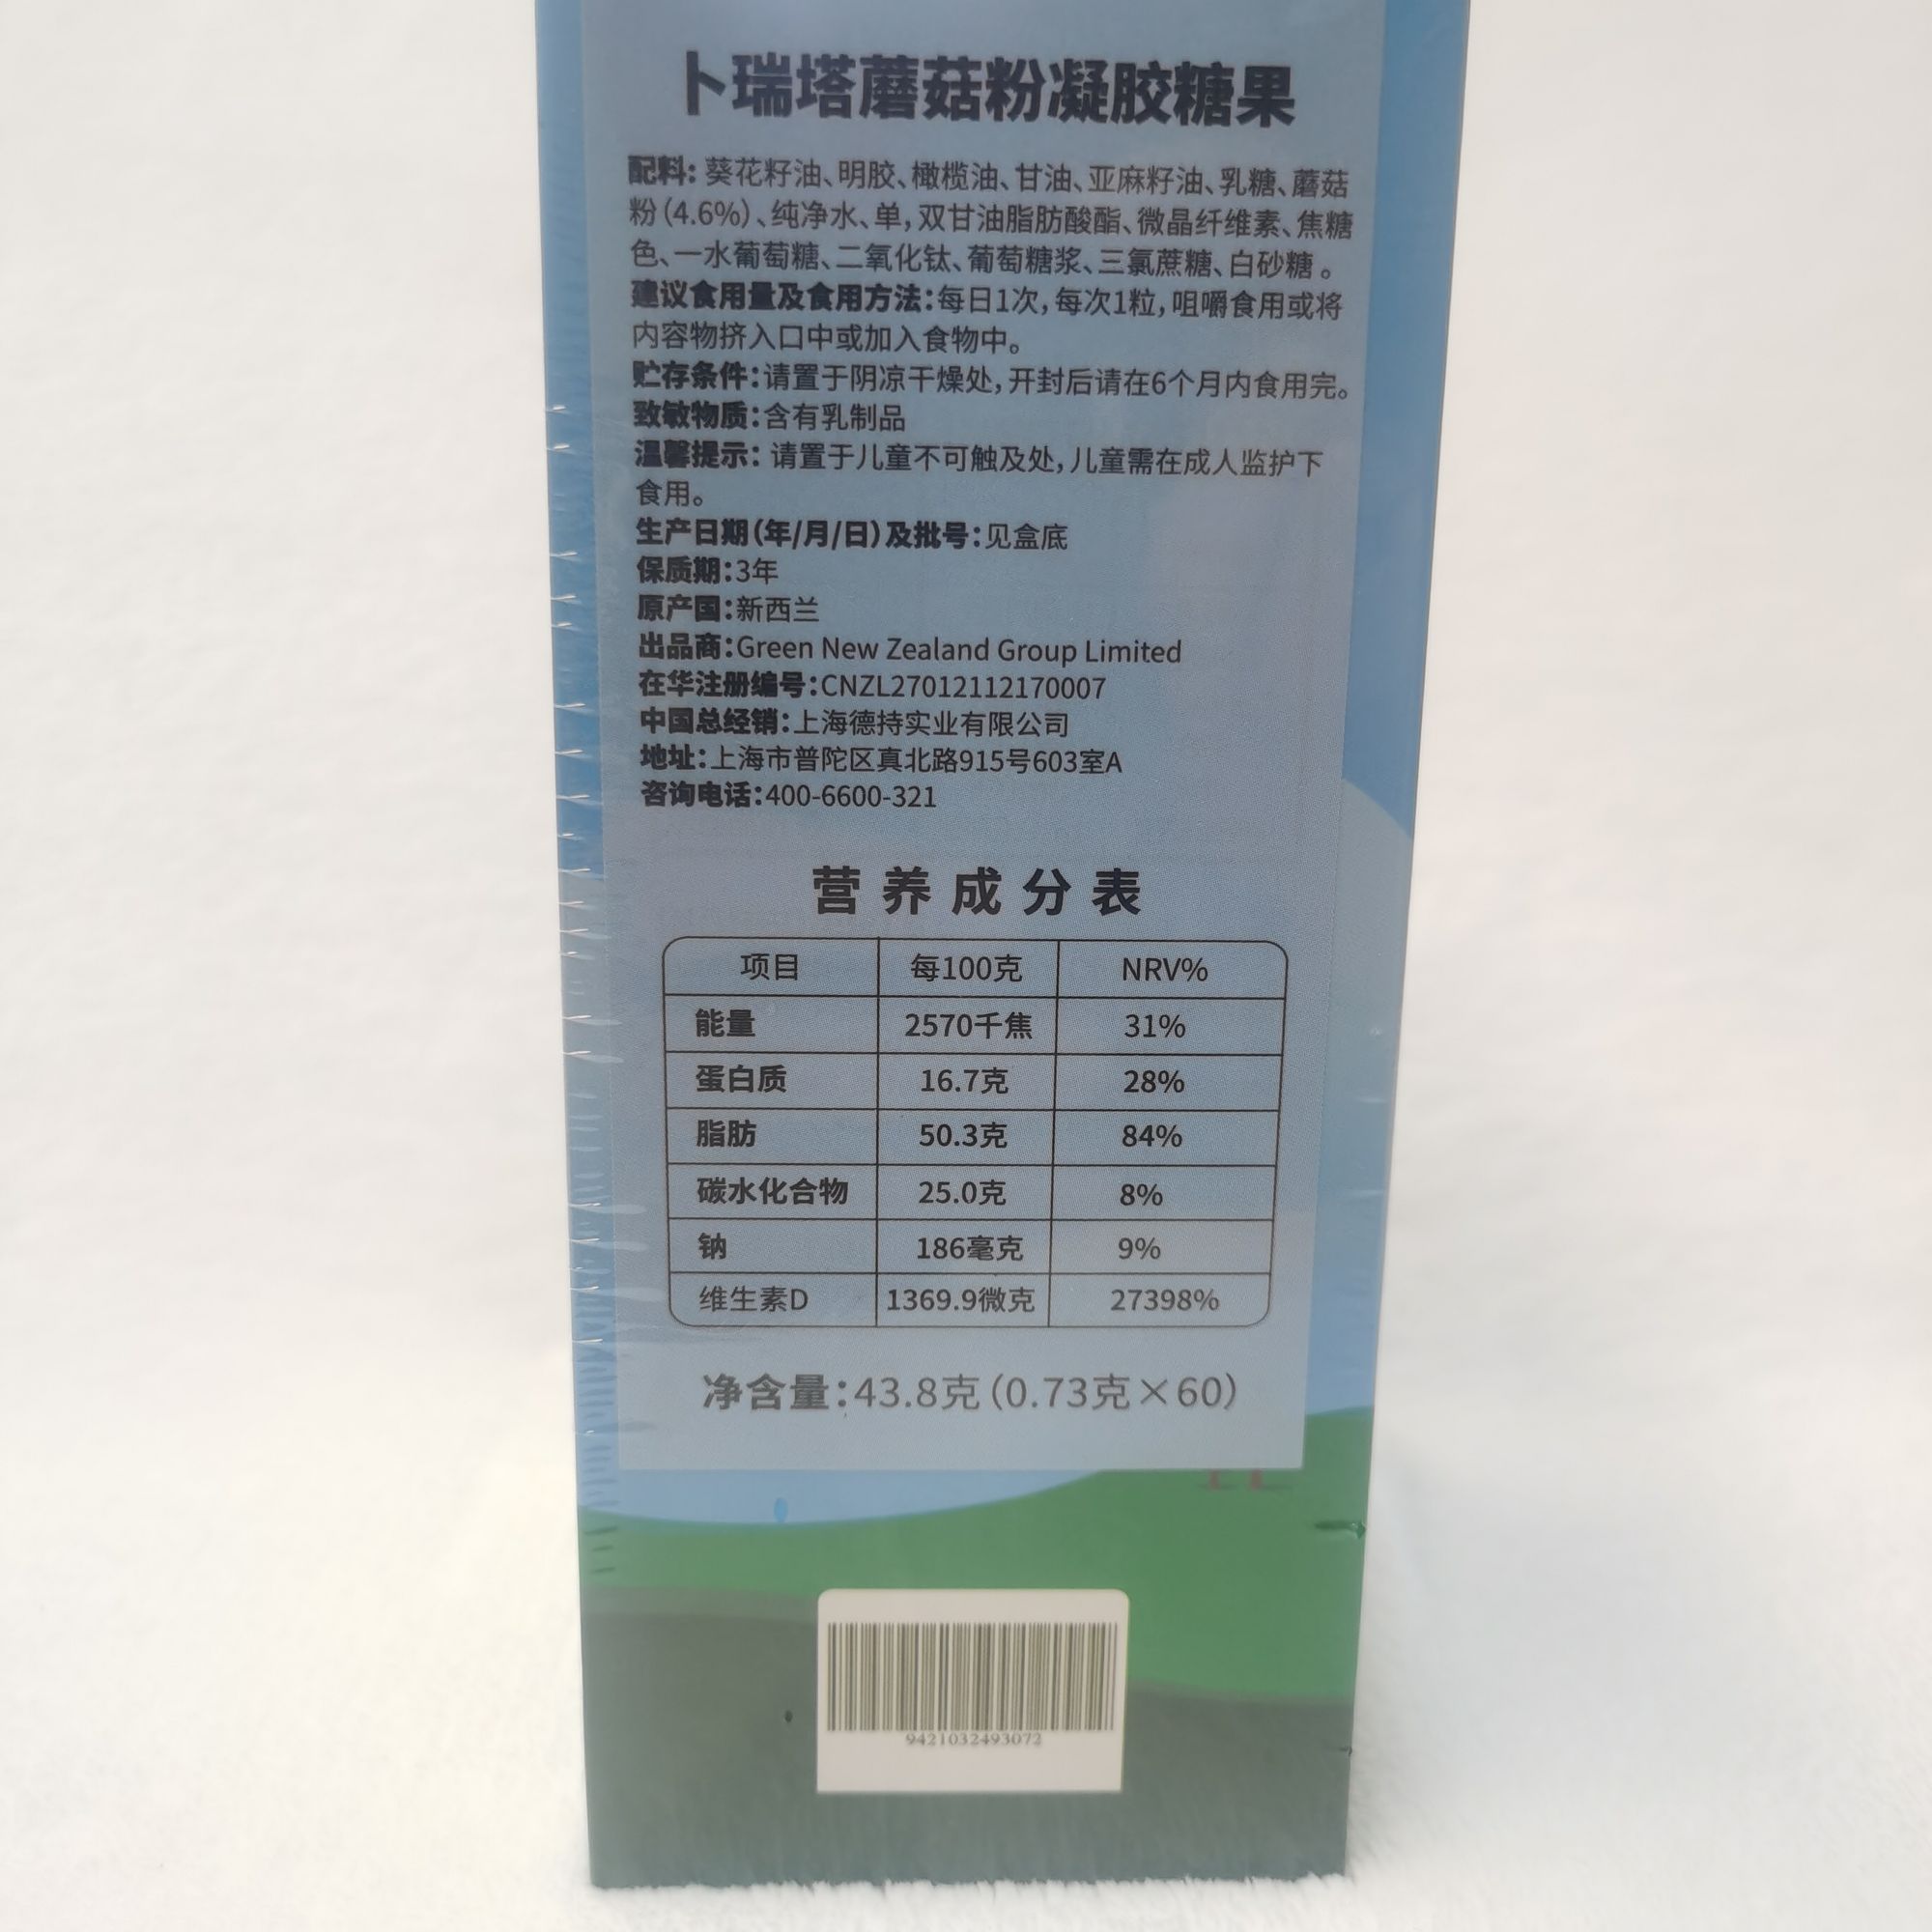 卜瑞塔蘑菇粉凝胶糖果
配料：葵花籽油、明胶、橄榄油、甘油、亚麻籽油、乳糖、蘑菇
粉（4.6%）、纯净水、单，双甘油脂肪酸酯、微晶纤维素、焦糖
色、一水葡萄糖、二氧化钛、葡萄糖浆、三氯蔗糖、白砂糖。
建议食用量及食用方法：每日1次，每次1粒，咀嚼食用或将
内容物挤入口中或加入食物中。
贮存条件：请置于阴凉干燥处，开封后请在6个月内食用完。
致敏物质：含有乳制品
温馨提示：请置于儿童不可触及处，儿童需在成人监护下
食用。
生产日期（年/月/日）及批号：见盒底
保质期：3年
原产国：新西兰
出品商：Green New Zealand Group Limited
在华注册编号：CNZL27012112170007
中国总经销：上海德持实业有限公司
地址：上海市普陀区真北路915号603室A
咨询电话：400-6600-321
营养成分表
项目 每100克 NRV%
能量 2570千焦 31%
蛋白质 16.7克 28%
脂肪 50.3克 84%
碳水化合物 25.0克 8%
钠 186毫克 9%
维生素D 1369.9微克 27398%
净含量：43.8克（0.73克×60）
9421032493072